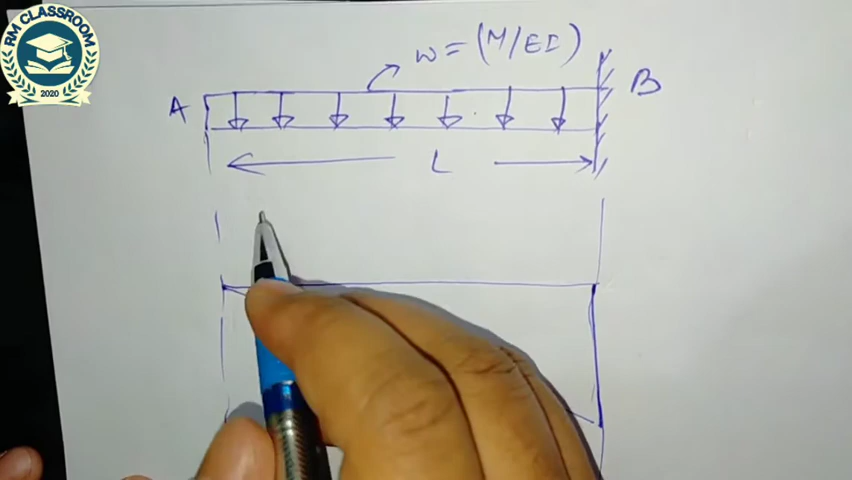 RM CLASSROOM
2020
w = (M/EI)
A
B
L